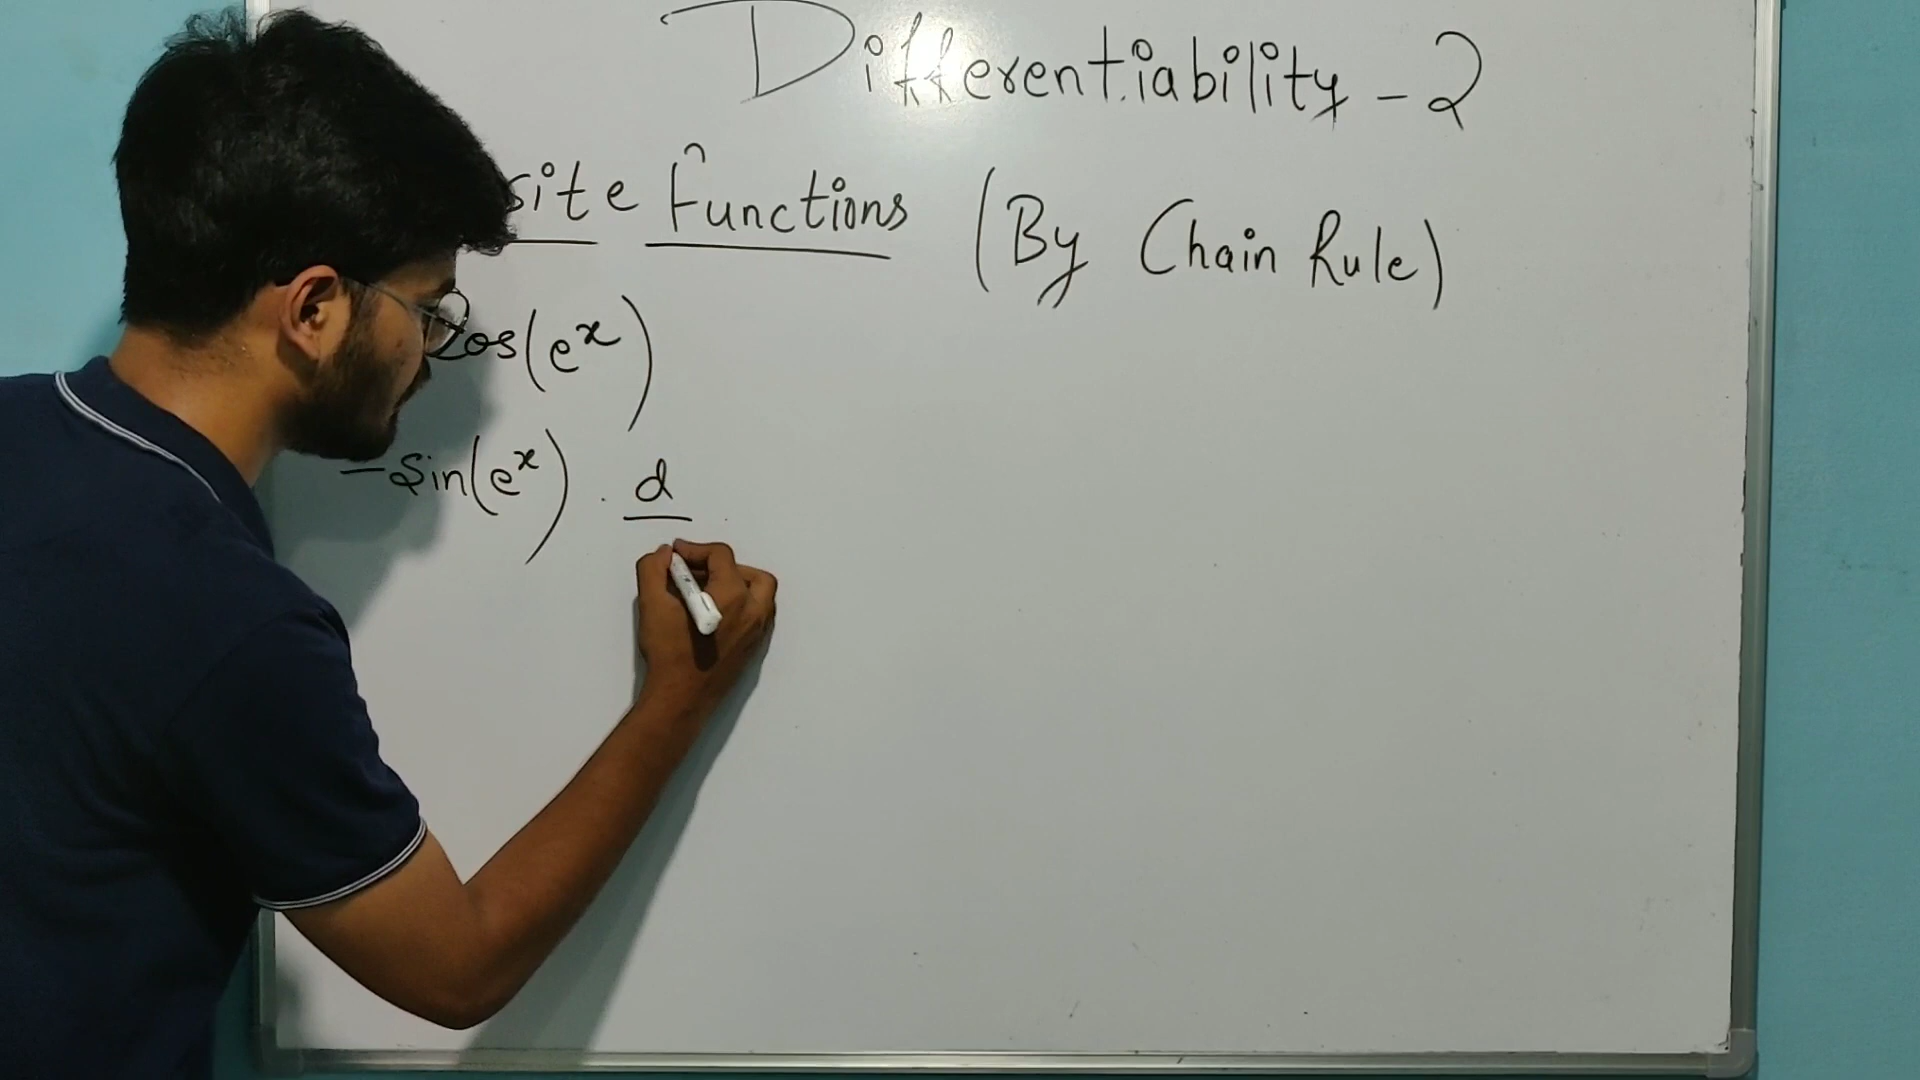 Differentiability - 2
site Functions (By Chain Rule)
Cos(eˣ)
-Sin(eˣ) . d